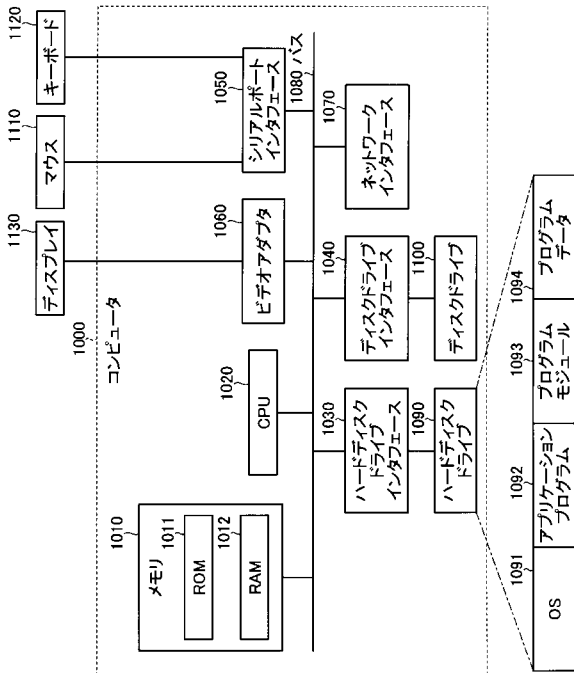 1000
コンピュータ
1010
メモリ
1011
ROM
1012
RAM
1020
CPU
1130
ディスプレイ
1110
マウス
1120
キーボード
1060
ビデオアダプタ
1050
シリアルポート
インタフェース
1080
バス
1030
ハードディスク
ドライブ
インタフェース
1040
ディスクドライブ
インタフェース
1070
ネットワーク
インタフェース
1090
ハードディスク
ドライブ
1100
ディスクドライブ
1091
OS
1092
アプリケーション
プログラム
1093
プログラム
モジュール
1094
プログラム
データ